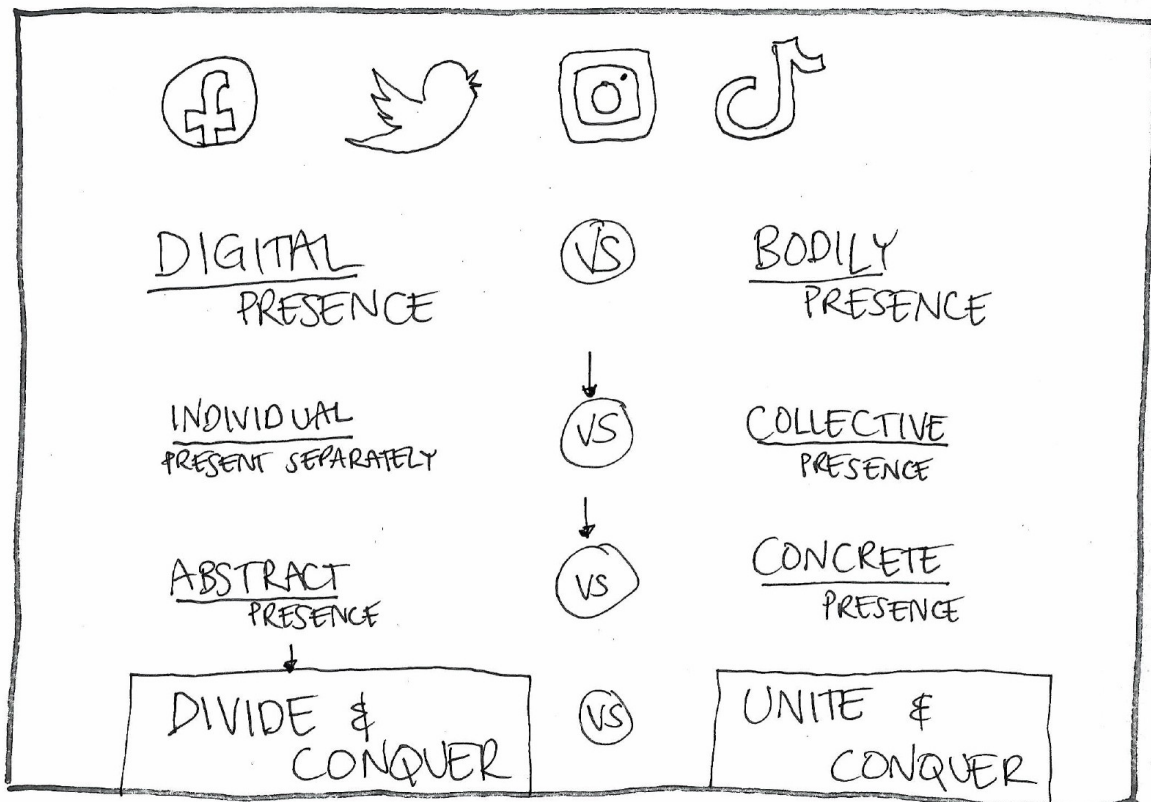 f
DIGITAL
PRESENCE
VS
BODILY
PRESENCE
INDIVIDUAL
PRESENT SEPARATELY
VS
COLLECTIVE
PRESENCE
ABSTRACT
PRESENCE
VS
CONCRETE
PRESENCE
DIVIDE &
CONQUER
VS
UNITE &
CONQUER